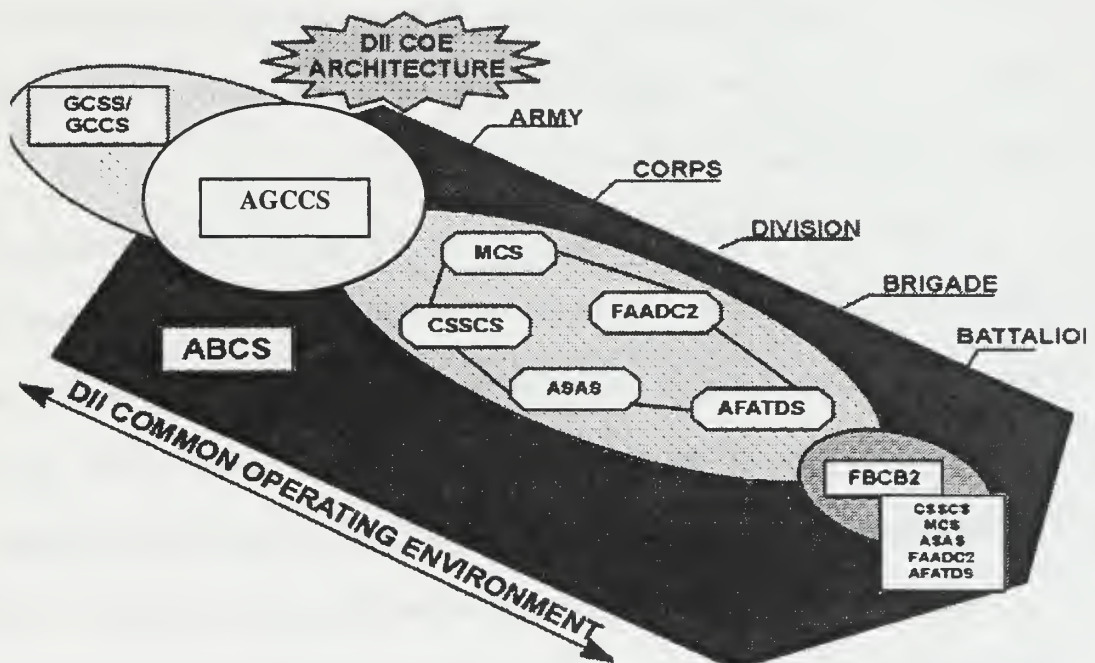 DII COE
ARCHITECTURE
GCSS/
GCCS
ARMY
CORPS
AGCCS
DIVISION
MCS
BRIGADE
FAADC2
CSSCS
BATTALIO
ABCS
ASAS
AFATDS
DII COMMON OPERATING ENVIRONMENT
FBCB2
CSSCS
MCS
ASAS
FAADC2
AFATDS